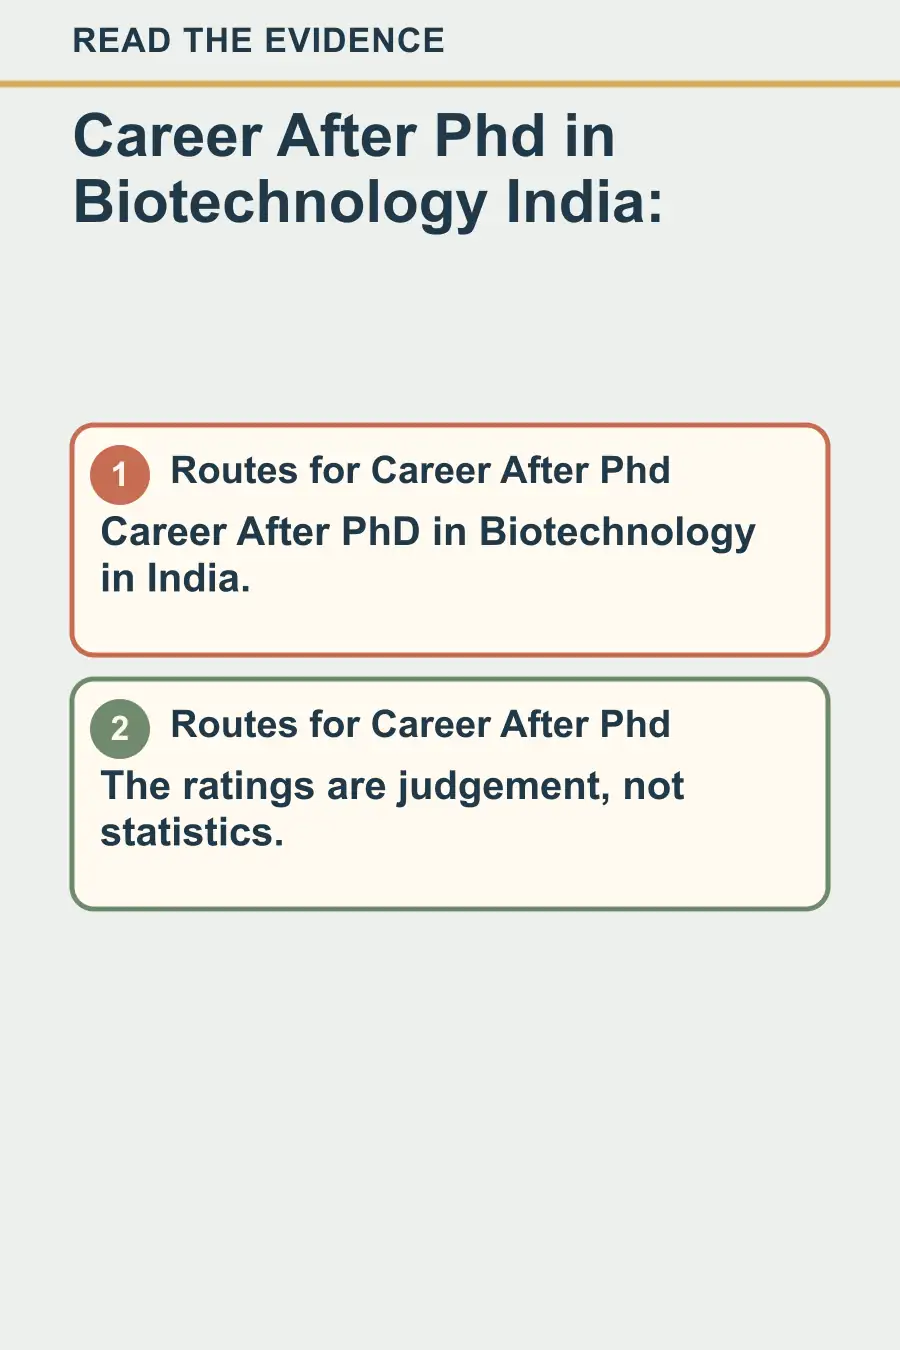 READ THE EVIDENCE
Career After Phd in
Biotechnology India:
1 Routes for Career After Phd
Career After PhD in Biotechnology
in India.
2 Routes for Career After Phd
The ratings are judgement, not
statistics.